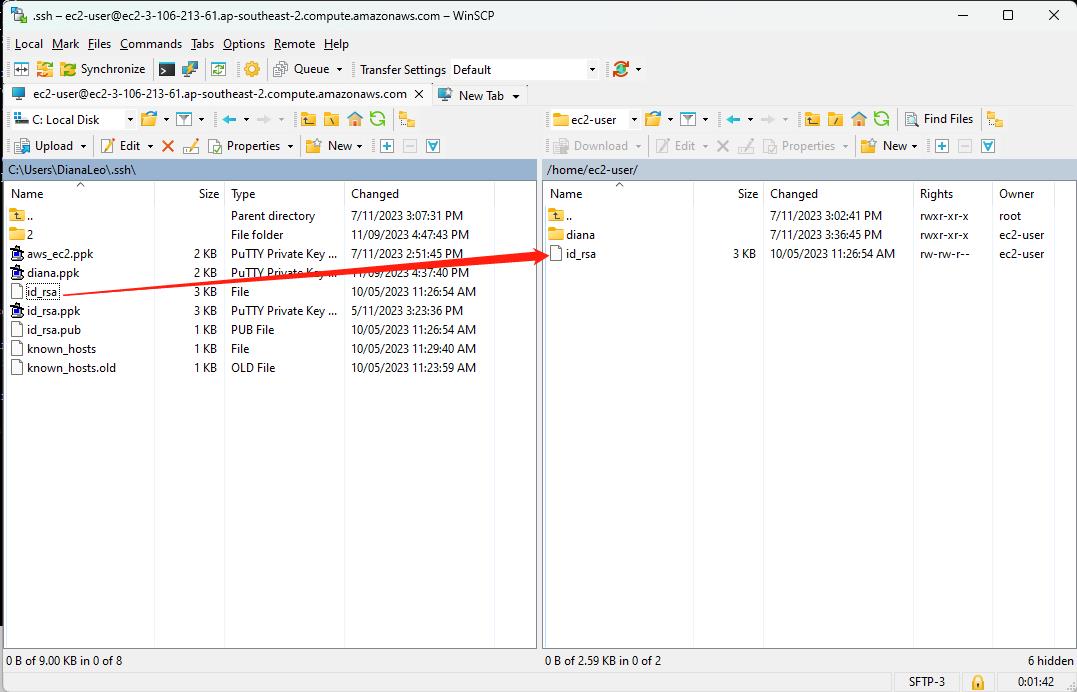 .ssh – ec2-user@ec2-3-106-213-61.ap-southeast-2.compute.amazonaws.com – WinSCP
Local Mark Files Commands Tabs Options Remote Help
Synchronize Queue Transfer Settings Default
ec2-user@ec2-3-106-213-61.ap-southeast-2.compute.amazonaws.com × New Tab
C: Local Disk
Upload Edit Properties New
C:\Users\DianaLeo\.ssh\
Name Size Type Changed
.. Parent directory 7/11/2023 3:07:31 PM
2 File folder 11/09/2023 4:47:43 PM
aws_ec2.ppk 2 KB PuTTY Private Key ... 7/11/2023 2:51:45 PM
diana.ppk 2 KB PuTTY Private Key ... 11/09/2023 4:37:40 PM
id_rsa 3 KB File 10/05/2023 11:26:54 AM
id_rsa.ppk 3 KB PuTTY Private Key ... 5/11/2023 3:23:36 PM
id_rsa.pub 1 KB PUB File 10/05/2023 11:26:54 AM
known_hosts 1 KB File 10/05/2023 11:29:40 AM
known_hosts.old 1 KB OLD File 10/05/2023 11:23:59 AM
0 B of 9.00 KB in 0 of 8
ec2-user Find Files
Download Edit Properties New
/home/ec2-user/
Name Size Changed Rights Owner
.. 7/11/2023 3:02:41 PM rwxr-xr-x root
diana 7/11/2023 3:36:45 PM rwxr-xr-x ec2-user
id_rsa 3 KB 10/05/2023 11:26:54 AM rw-rw-r-- ec2-user
0 B of 2.59 KB in 0 of 2 6 hidden
SFTP-3 0:01:42